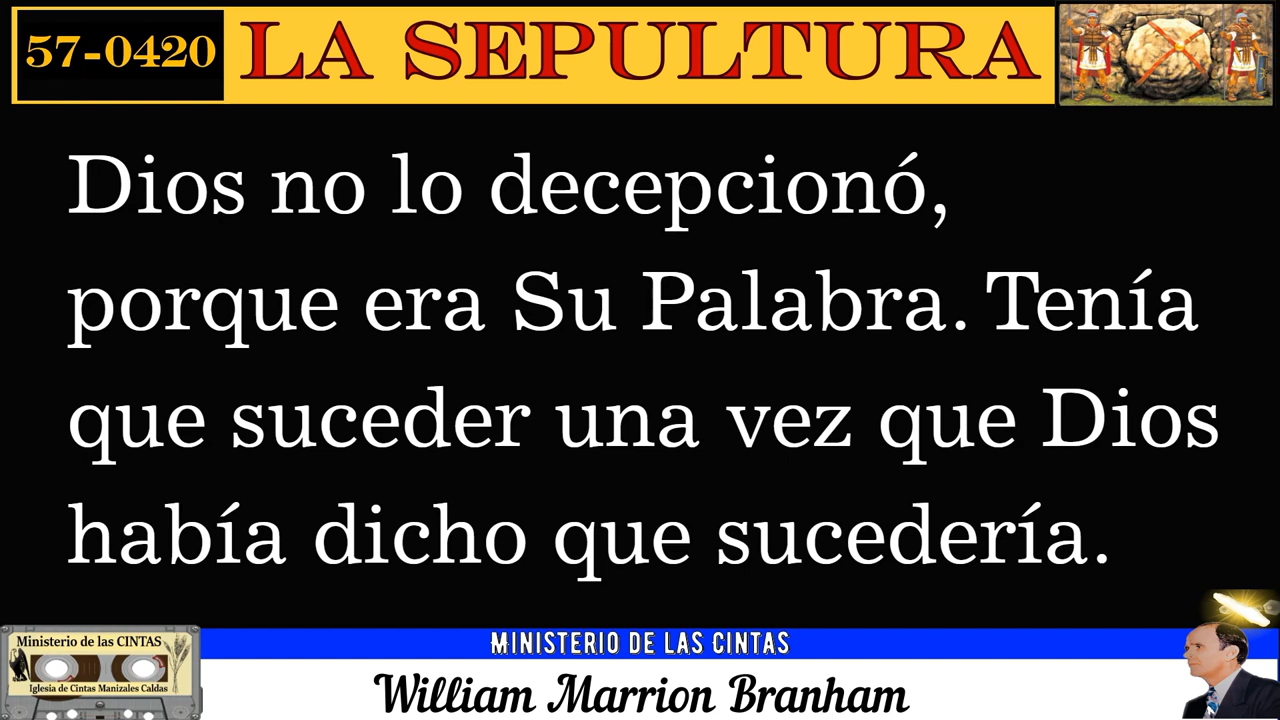 57-0420 LA SEPULTURA
Dios no lo decepcionó,
porque era Su Palabra. Tenía
que suceder una vez que Dios
había dicho que sucedería.
Ministerio de las CINTAS
Iglesia de Cintas Manizales Caldas
MINISTERIO DE LAS CINTAS
William Marrion Branham